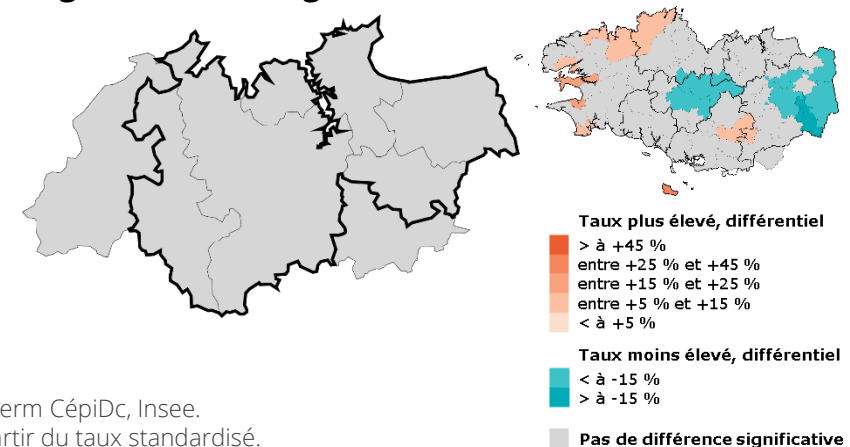 Taux plus élevé, différentiel
> à +45 %
entre +25 % et +45 %
entre +15 % et +25 %
entre +5 % et +15 %
< à +5 %
Taux moins élevé, différentiel
< à -15 %
> à -15 %
Pas de différence significative
erm CépiDc, Insee.
artir du taux standardisé.